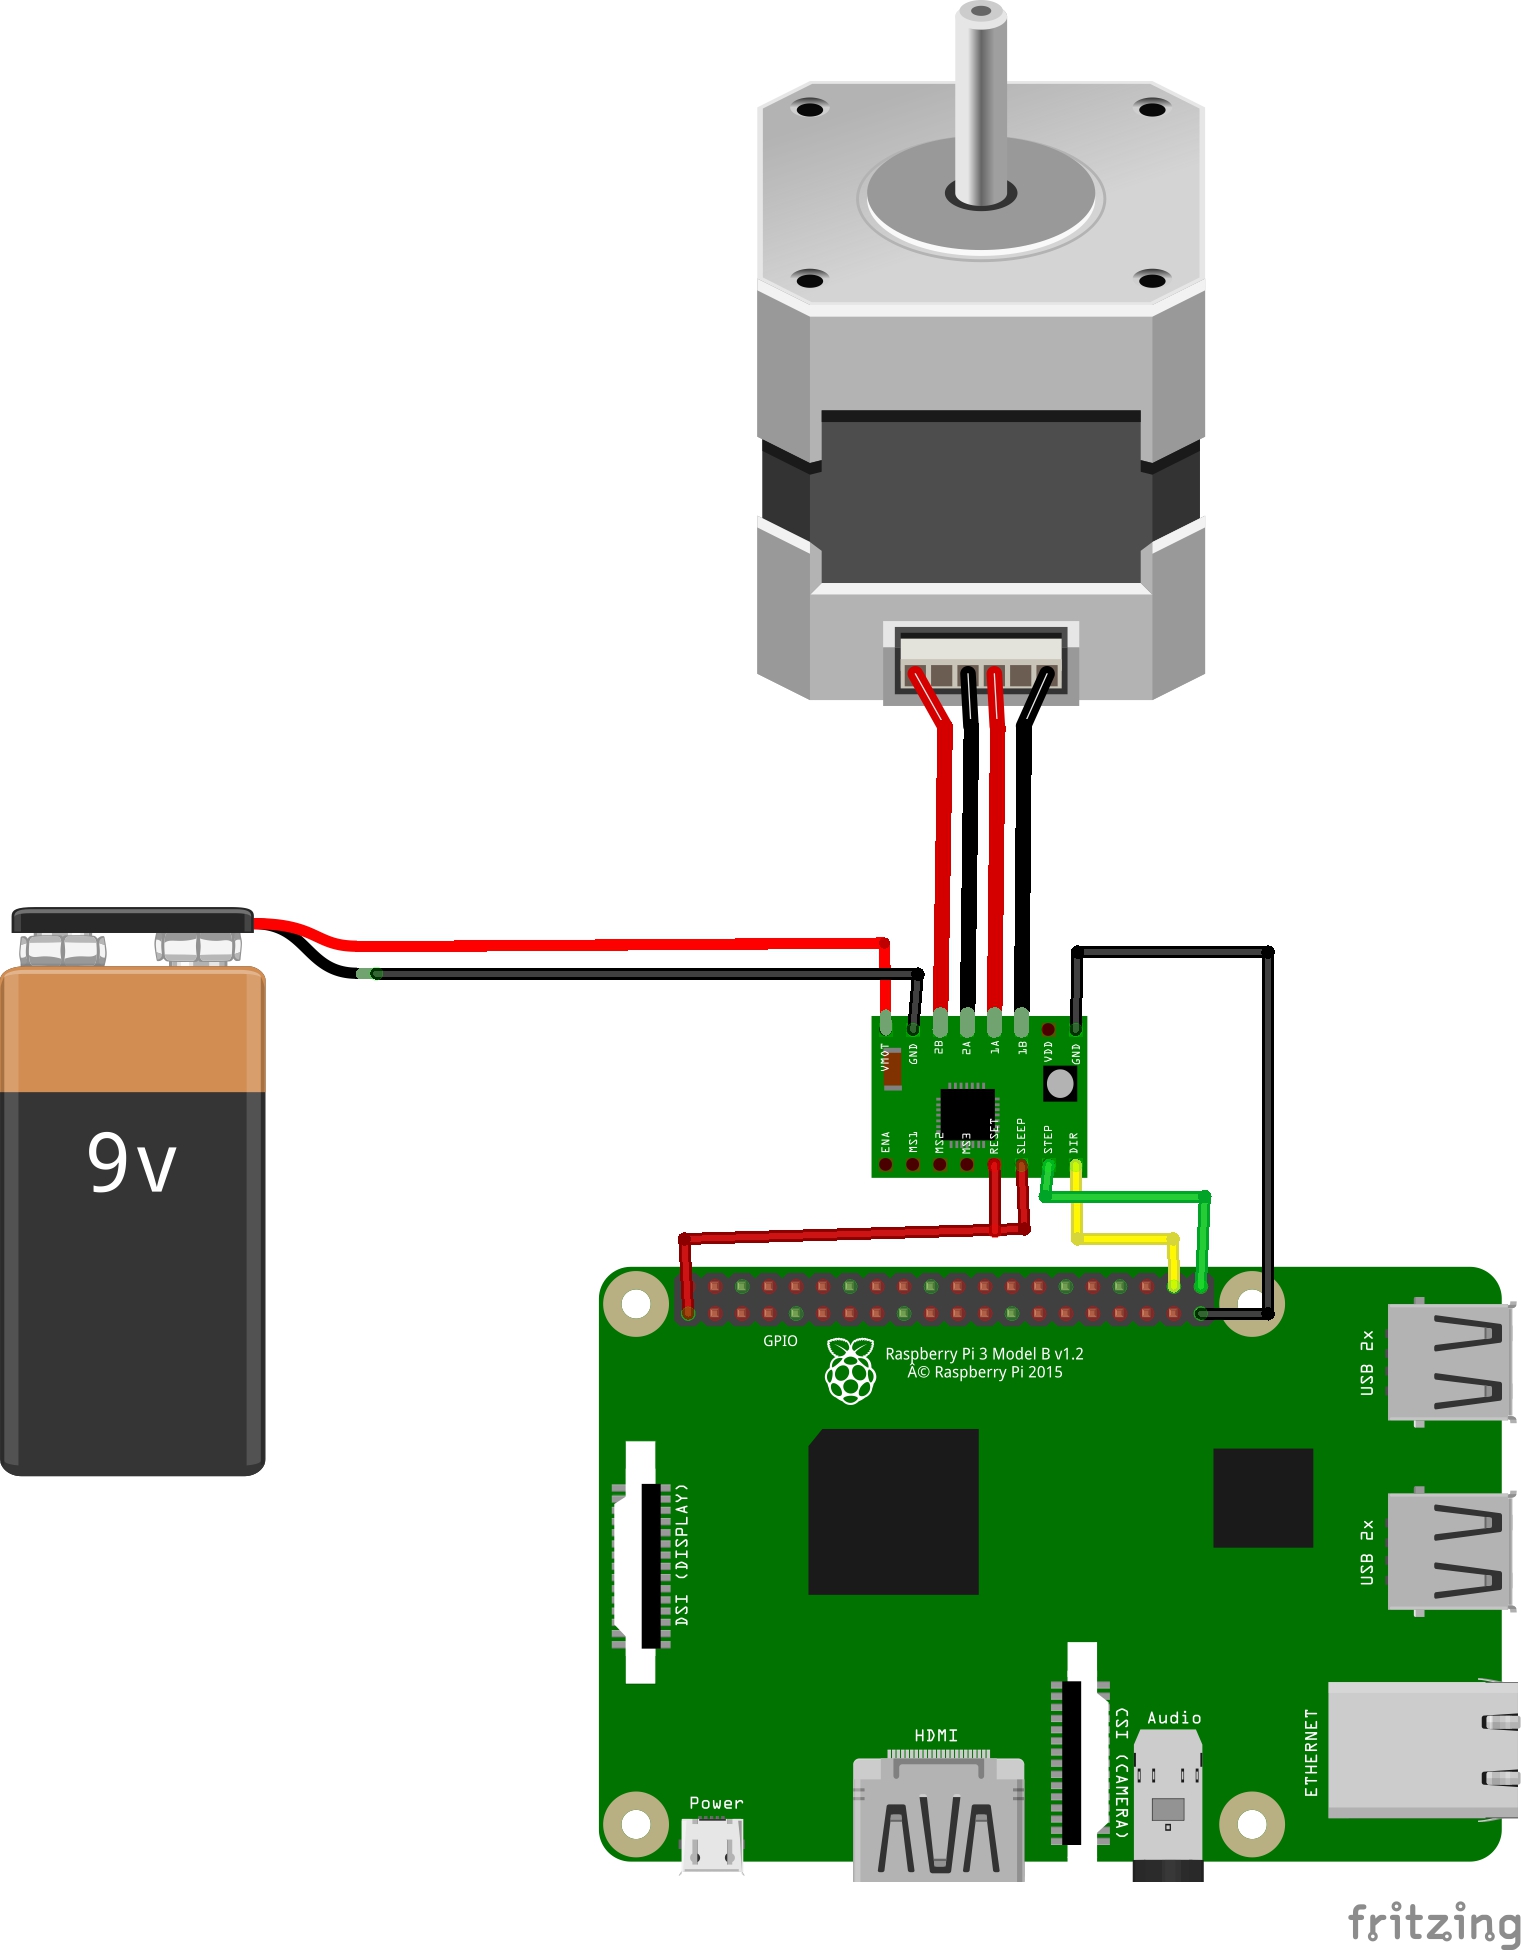 9v
VMOT
GND
2B
2A
1A
1B
VDD
GND
ENA
MS1
MS2
MS3
RESET
SLEEP
STEP
DIR
GPIO
Raspberry Pi 3 Model B v1.2
Â© Raspberry Pi 2015
USB 2x
DSI (DISPLAY)
USB 2x
HDMI
CSI (CAMERA)
Audio
ETHERNET
Power
fritzing